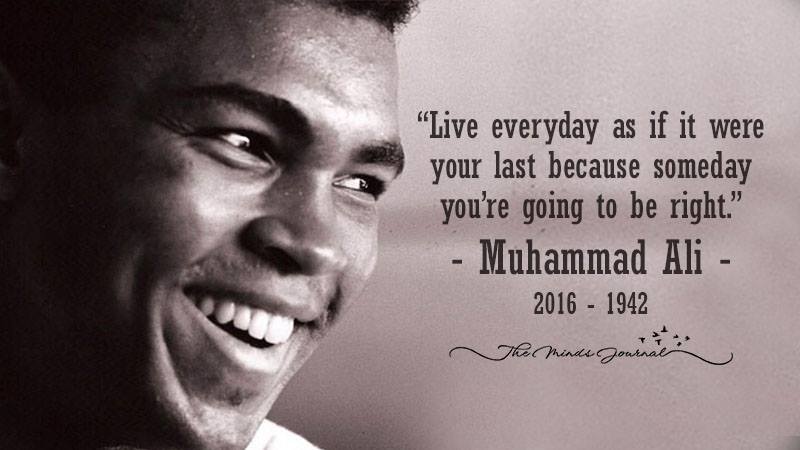 “Live everyday as if it were
your last because someday
you’re going to be right.”
- Muhammad Ali -
2016 - 1942
The Minds Journal